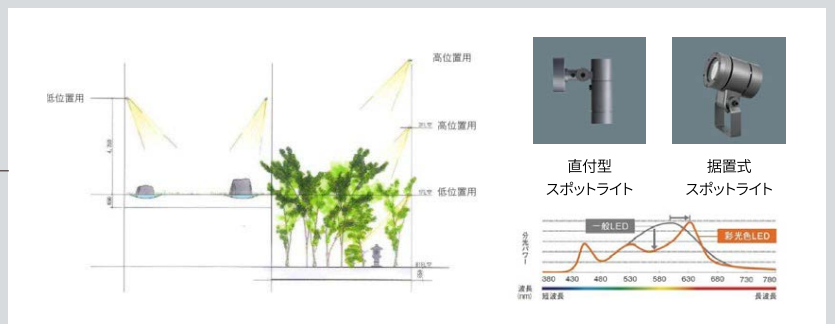 高位置用
低位置用
高位置用
低位置用
直付型
スポットライト
据置式
スポットライト
一般LED
彩光色LED
分光パワー
380 430 480 530 580 630 730 780
波長
(nm)
短波長
長波長